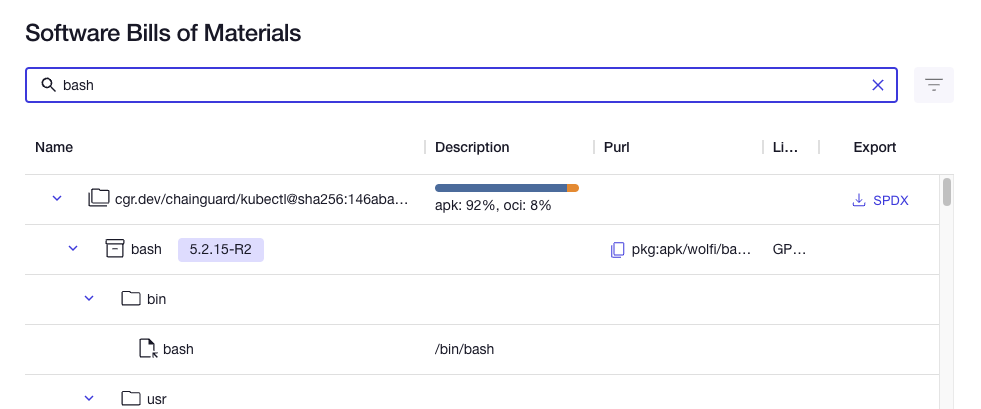 Software Bills of Materials
bash
Name Description Purl Li... Export
cgr.dev/chainguard/kubectl@sha256:146aba... apk: 92%, oci: 8% SPDX
bash 5.2.15-R2 pkg:apk/wolfi/ba... GP...
bin
bash /bin/bash
usr